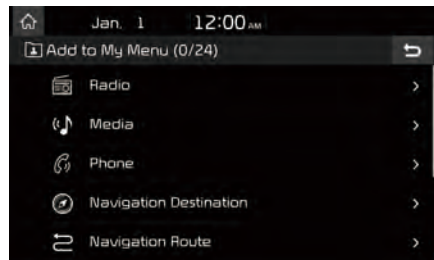 Jan. 1 12:00 AM
Add to My Menu (0/24)
Radio
Media
Phone
Navigation Destination
Navigation Route